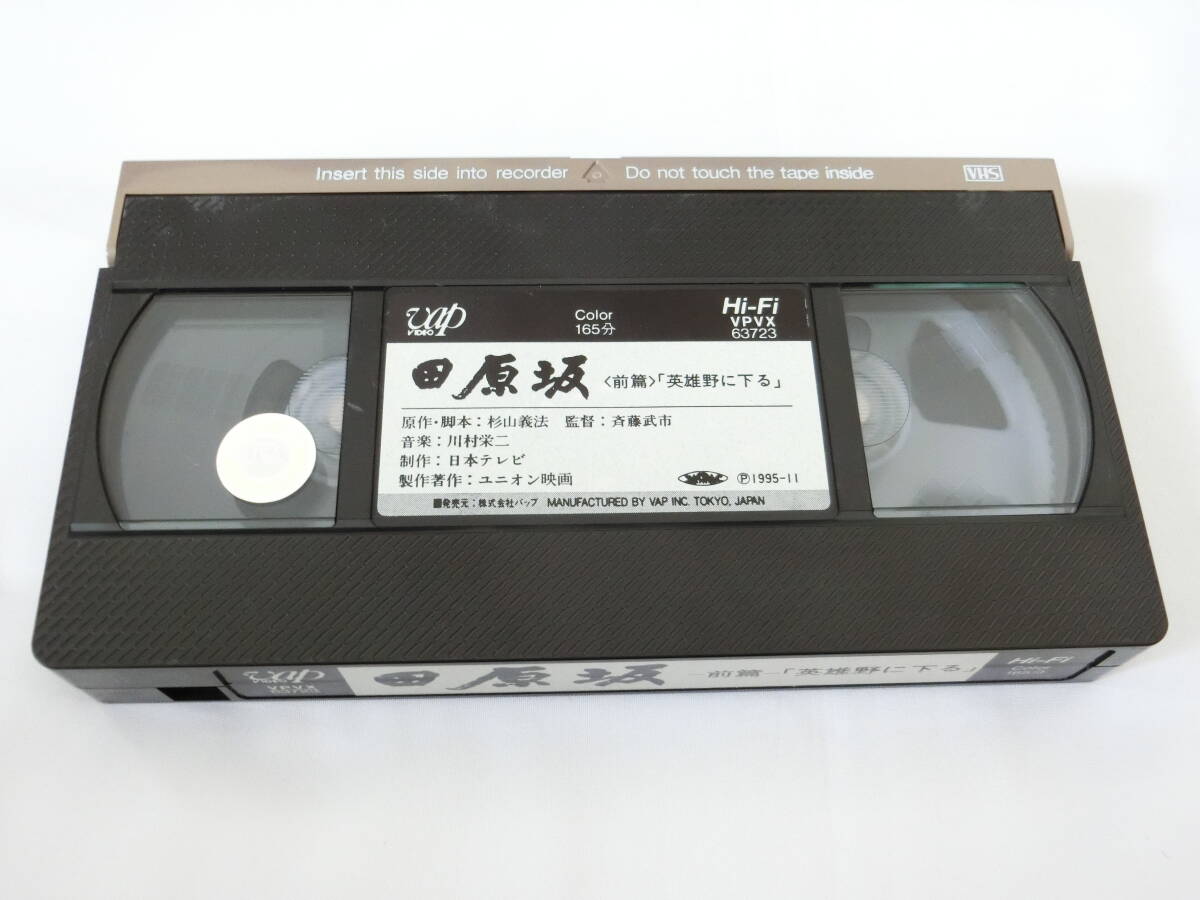 Insert this side into recorder Do not touch the tape inside VHS
vap VIDEO
Color
165分
Hi-Fi
VPVX
63723
田原坂 〈前篇〉「英雄野に下る」
原作・脚本：杉山義法 監督：斉藤武市
音楽：川村栄二
制作：日本テレビ
製作著作：ユニオン映画
Ⓟ1995-11
発売元：株式会社バップ MANUFACTURED BY VAP INC. TOKYO, JAPAN
vap
VPVX
田原坂 前篇 「英雄野に下る」
Hi-Fi
Color
165分